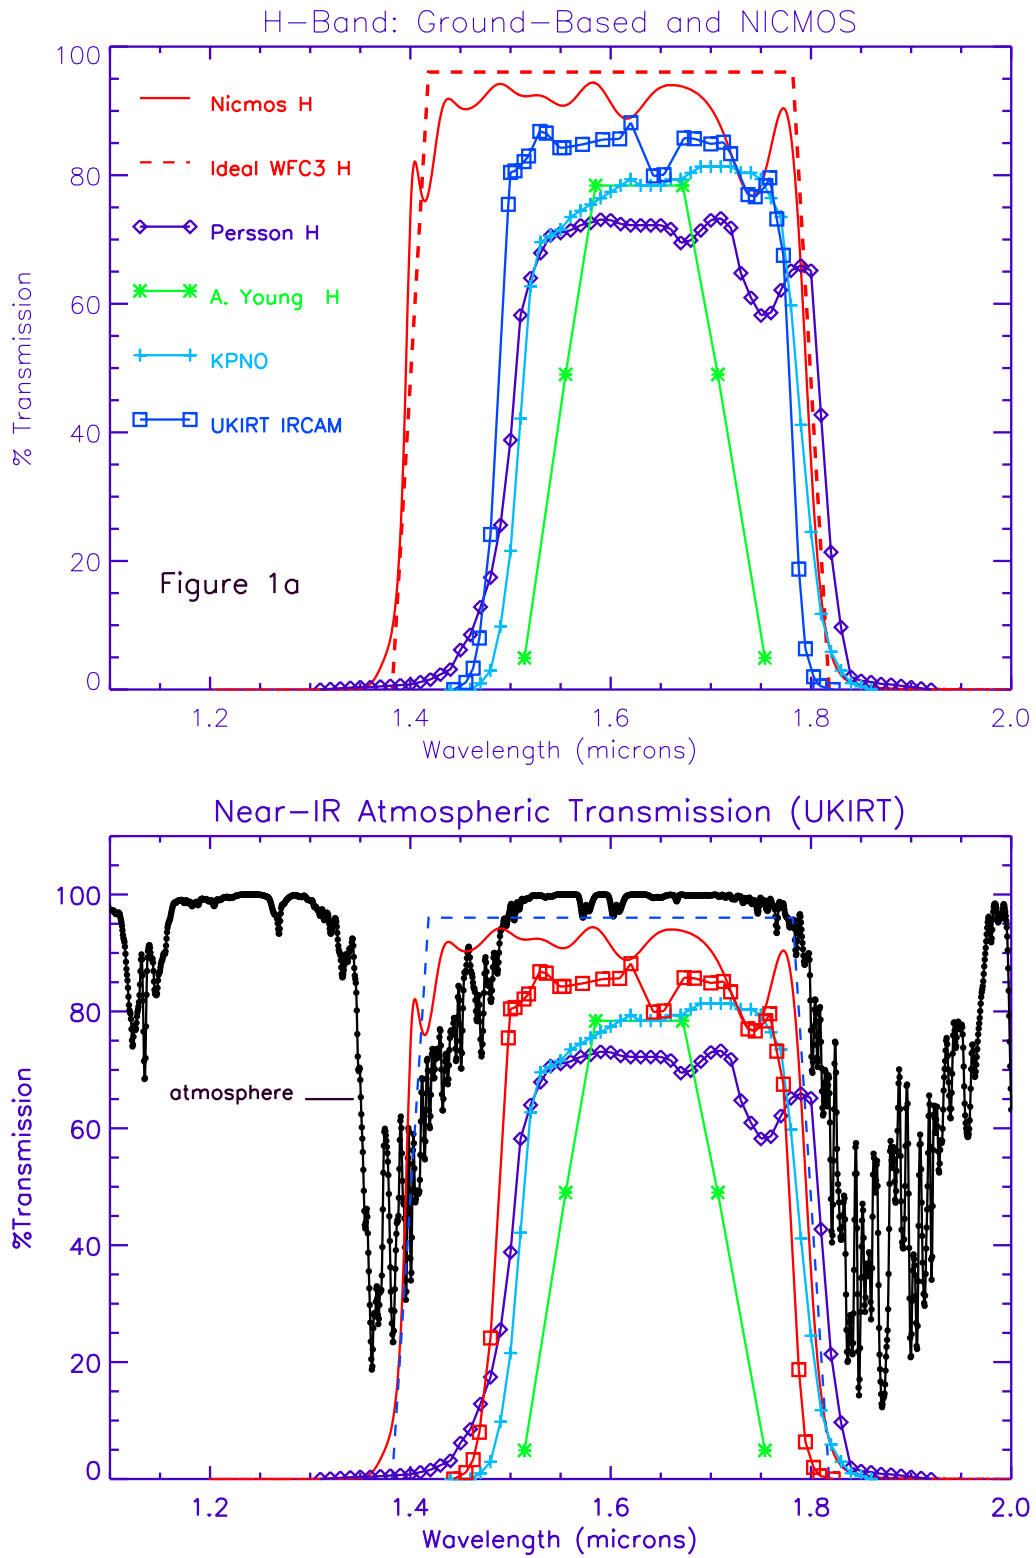 H-Band: Ground-Based and NICMOS
100
80
60
40
20
0
% Transmission
Nicmos H
Ideal WFC3 H
Persson H
A. Young H
KPNO
UKIRT IRCAM
Figure 1a
1.2 1.4 1.6 1.8 2.0
Wavelength (microns)
Near-IR Atmospheric Transmission (UKIRT)
100
80
60
40
20
0
%Transmission
atmosphere
1.2 1.4 1.6 1.8 2.0
Wavelength (microns)